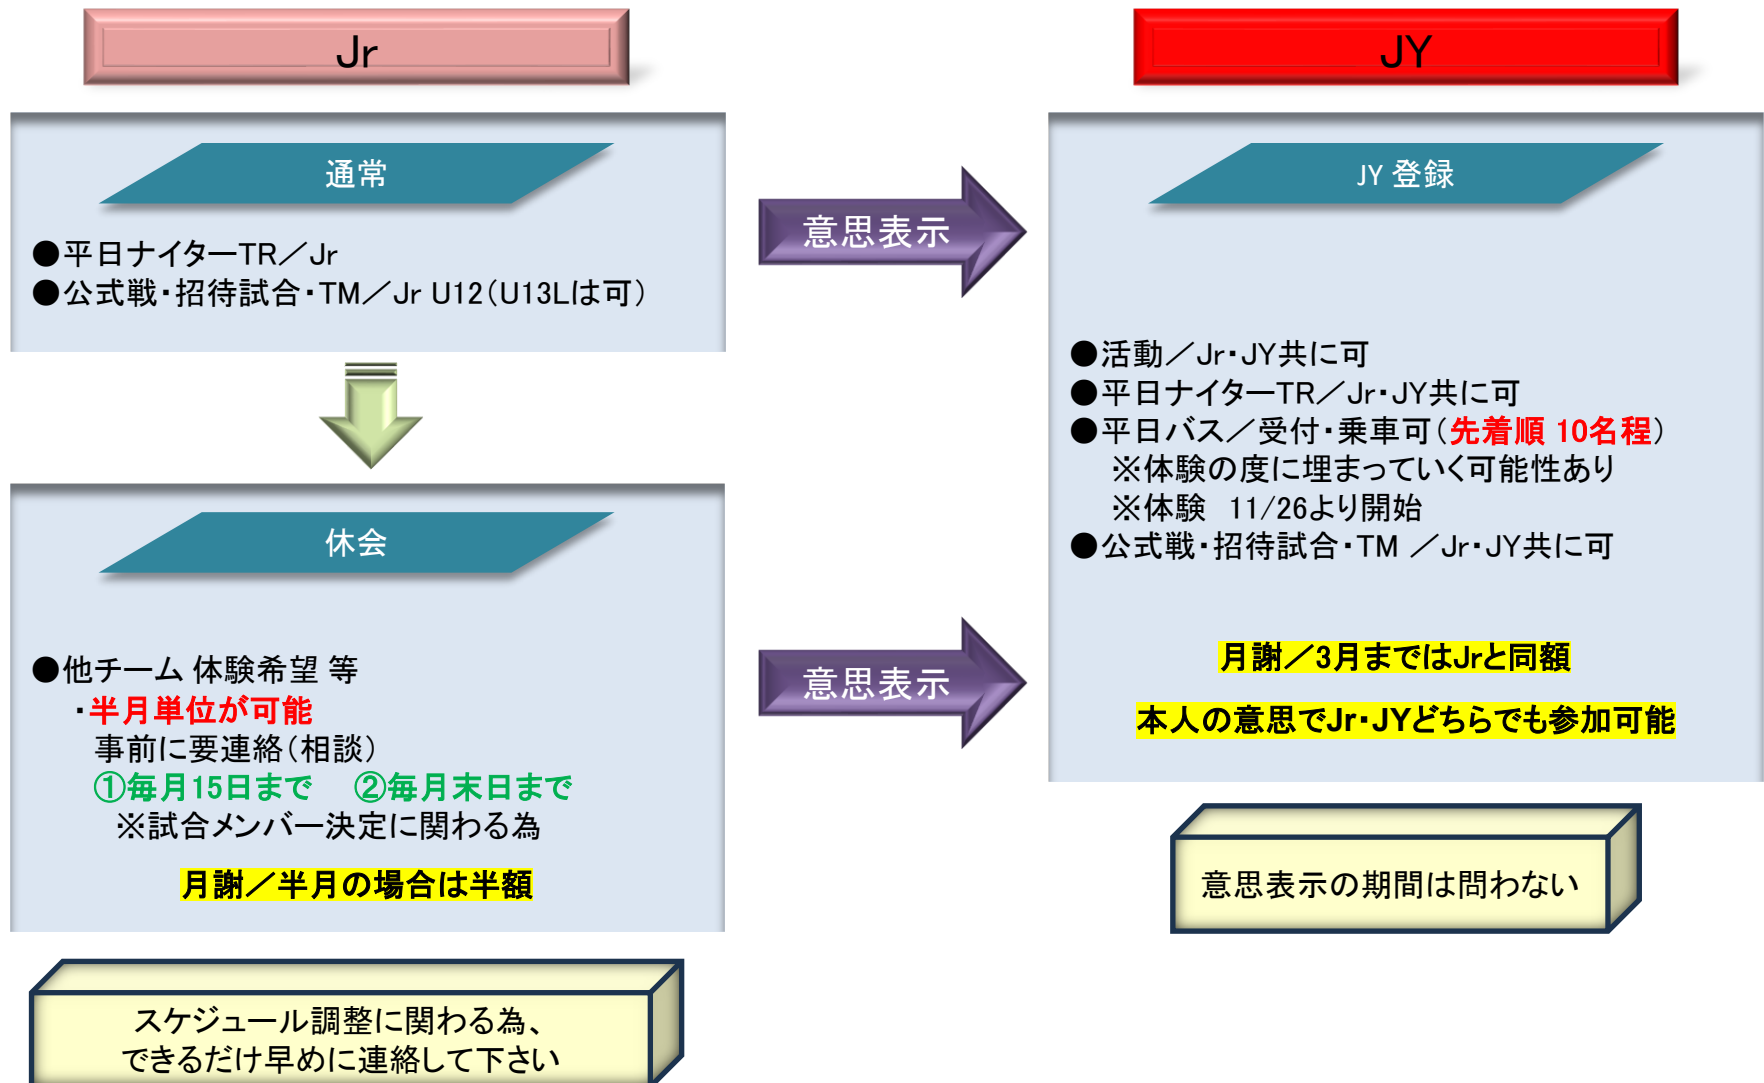 Jr
通常
●平日ナイターTR／Jr
●公式戦・招待試合・TM／Jr U12（U13Lは可）
休会
●他チーム 体験希望 等
・半月単位が可能
事前に要連絡（相談）
①毎月15日まで　②毎月末日まで
※試合メンバー決定に関わる為
月謝／半月の場合は半額
スケジュール調整に関わる為、
できるだけ早めに連絡して下さい
意思表示
意思表示
JY
JY 登録
●活動／Jr・JY共に可
●平日ナイターTR／Jr・JY共に可
●平日バス／受付・乗車可（先着順 10名程）
※体験の度に埋まっていく可能性あり
※体験　11/26より開始
●公式戦・招待試合・TM ／Jr・JY共に可
月謝／3月まではJrと同額
本人の意思でJr・JYどちらでも参加可能
意思表示の期間は問わない